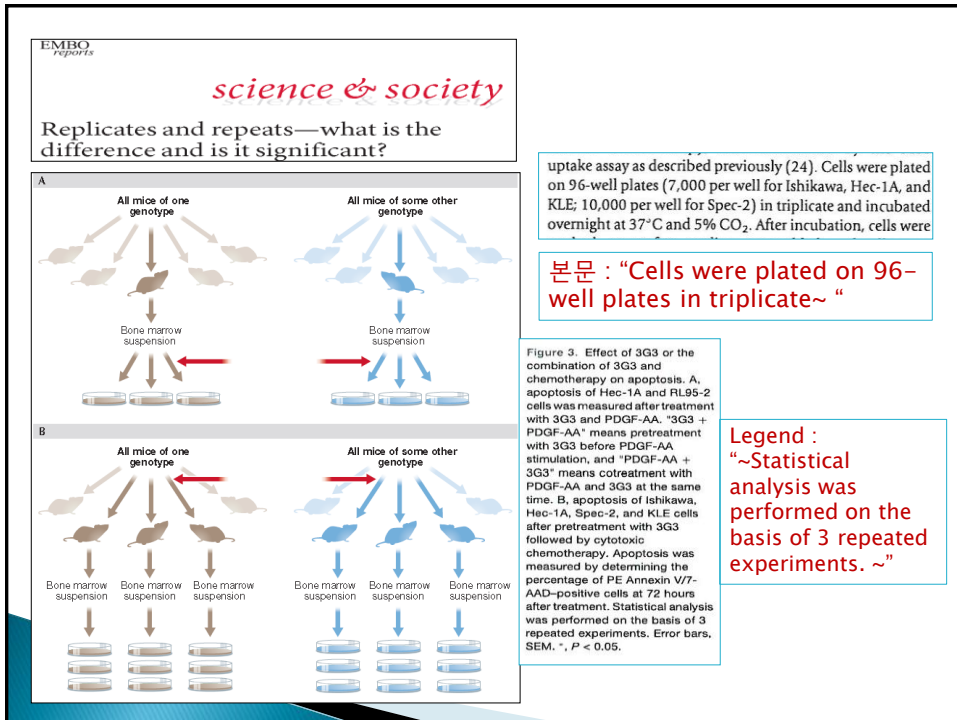 EMBO
reports
science & society
Replicates and repeats—what is the
difference and is it significant?
A
All mice of one
genotype
All mice of some other
genotype
Bone marrow
suspension
Bone marrow
suspension
B
All mice of one
genotype
All mice of some other
genotype
Bone marrow
suspension
Bone marrow
suspension
Bone marrow
suspension
Bone marrow
suspension
Bone marrow
suspension
Bone marrow
suspension
uptake assay as described previously (24). Cells were plated
on 96-well plates (7,000 per well for Ishikawa, Hec-1A, and
KLE; 10,000 per well for Spec-2) in triplicate and incubated
overnight at 37°C and 5% CO₂. After incubation, cells were
본문 : “Cells were plated on 96-
well plates in triplicate~ “
Figure 3. Effect of 3G3 or the
combination of 3G3 and
chemotherapy on apoptosis. A,
apoptosis of Hec-1A and RL95-2
cells was measured after treatment
with 3G3 and PDGF-AA. "3G3 +
PDGF-AA" means pretreatment
with 3G3 before PDGF-AA
stimulation, and "PDGF-AA +
3G3" means cotreatment with
PDGF-AA and 3G3 at the same
time. B, apoptosis of Ishikawa,
Hec-1A, Spec-2, and KLE cells
after pretreatment with 3G3
followed by cytotoxic
chemotherapy. Apoptosis was
measured by determining the
percentage of PE Annexin V/7-
AAD–positive cells at 72 hours
after treatment. Statistical analysis
was performed on the basis of 3
repeated experiments. Error bars,
SEM. *, P < 0.05.
Legend :
“~Statistical
analysis was
performed on the
basis of 3 repeated
experiments. ~”